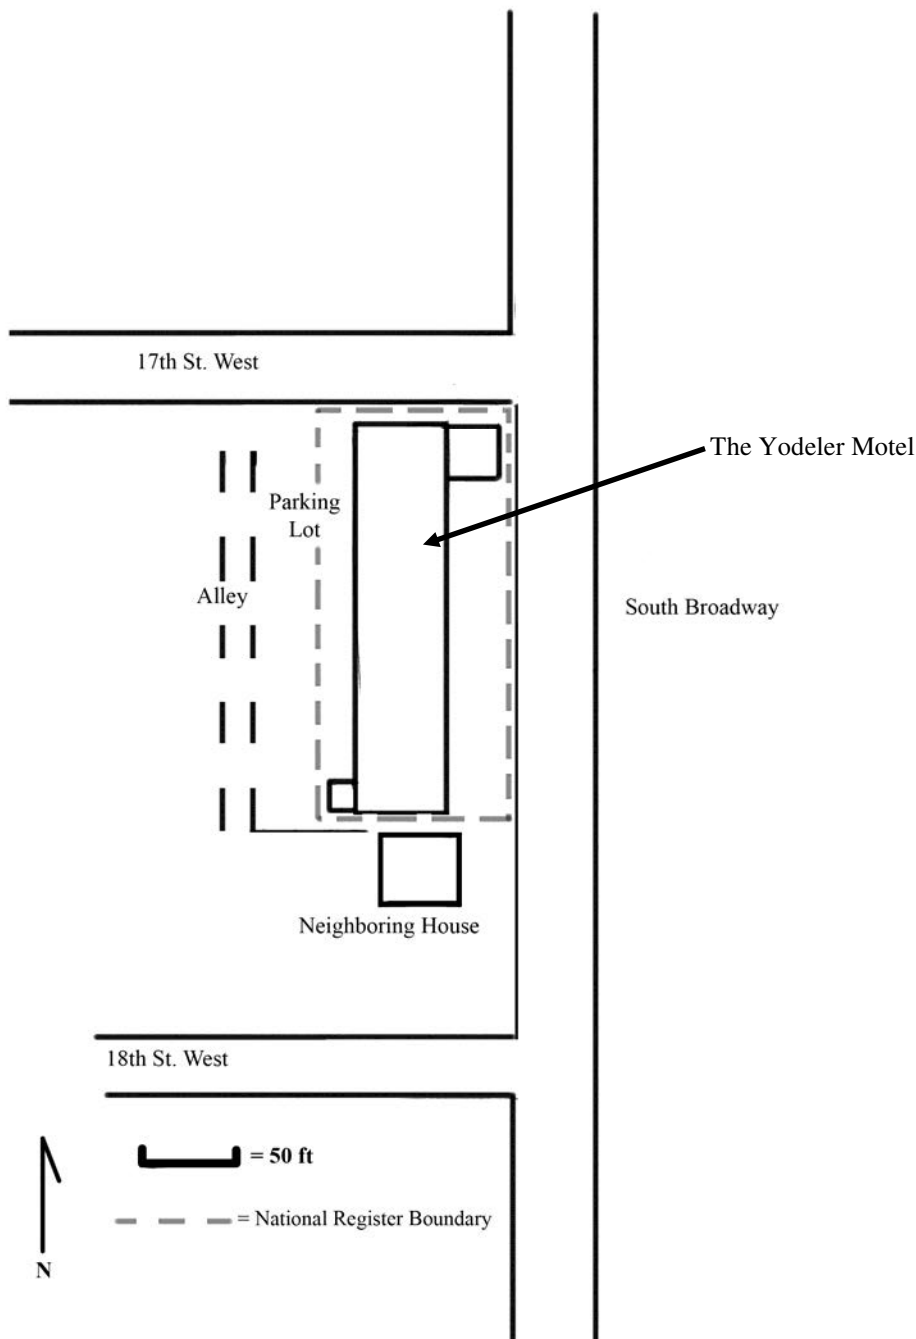 17th St. West
The Yodeler Motel
Parking
Lot
Alley
South Broadway
Neighboring House
18th St. West
= 50 ft
= National Register Boundary
N